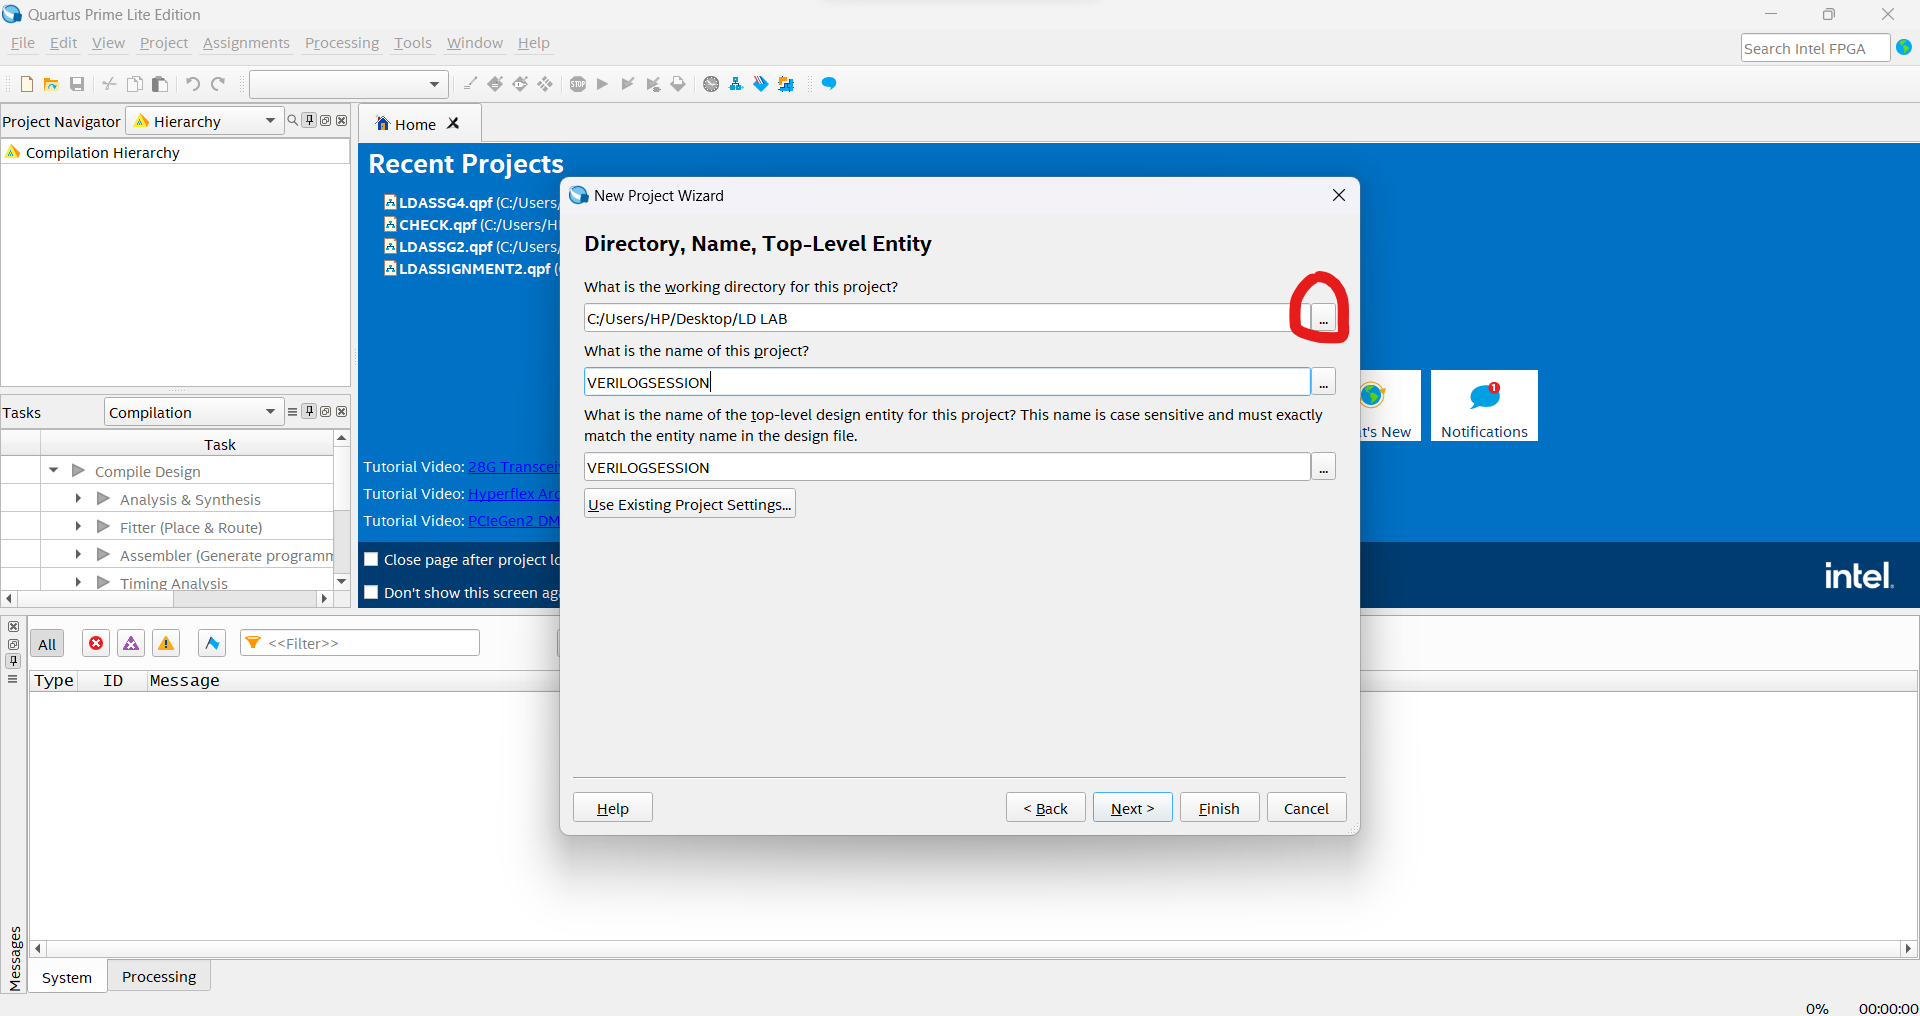 Quartus Prime Lite Edition
File Edit View Project Assignments Processing Tools Window Help
Search Intel FPGA
STOP
Project Navigator Hierarchy
Compilation Hierarchy
Home
Recent Projects
LDASSG4.qpf (C:/Users/
CHECK.qpf (C:/Users/H
LDASSG2.qpf (C:/Users/
LDASSIGNMENT2.qpf (
New Project Wizard
Directory, Name, Top-Level Entity
What is the working directory for this project?
C:/Users/HP/Desktop/LD LAB
...
What is the name of this project?
VERILOGSESSION
...
What is the name of the top-level design entity for this project? This name is case sensitive and must exactly
match the entity name in the design file.
VERILOGSESSION
...
Use Existing Project Settings...
Help
< Back
Next >
Finish
Cancel
t's New
1
Notifications
Tasks Compilation
Task
Compile Design
Analysis & Synthesis
Fitter (Place & Route)
Assembler (Generate programm
Timing Analysis
Tutorial Video: 28G Transcei
Tutorial Video: Hyperflex Arc
Tutorial Video: PCIeGen2 DM
Close page after project lo
Don't show this screen aga
intel.
All
<<Filter>>
Type ID Message
Messages
System Processing
0% 00:00:00